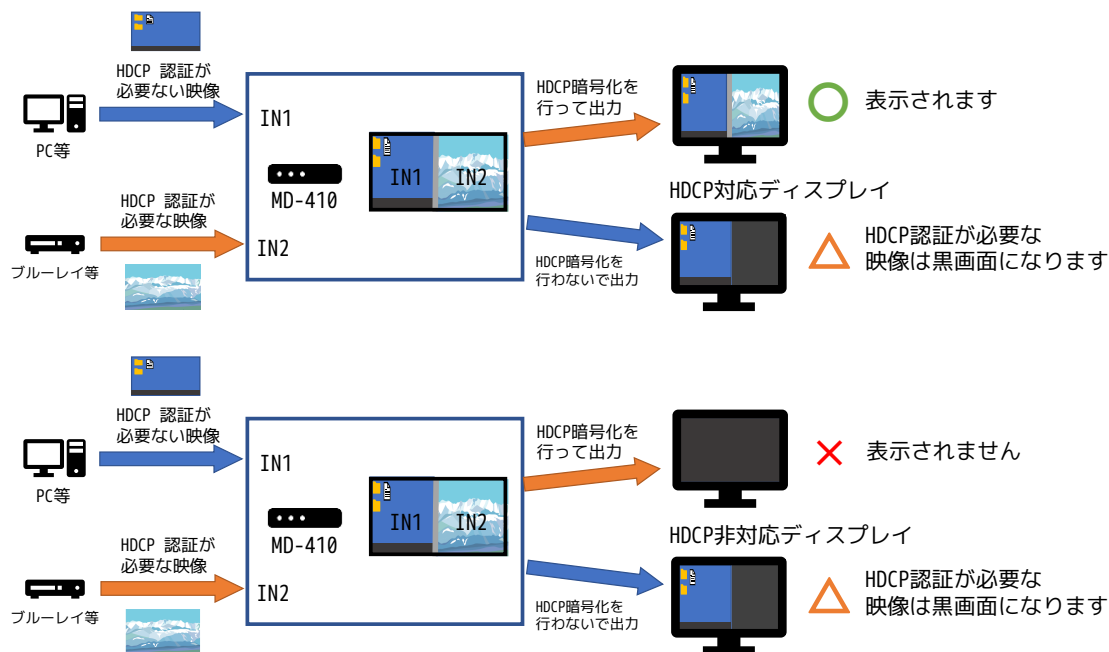 HDCP 認証が
必要ない映像
PC等
HDCP 認証が
必要な映像
ブルーレイ等
IN1
MD-410
IN2
IN1
IN2
HDCP暗号化を
行って出力
HDCP暗号化を
行わないで出力
表示されます
HDCP対応ディスプレイ
HDCP認証が必要な
映像は黒画面になります
HDCP 認証が
必要ない映像
PC等
HDCP 認証が
必要な映像
ブルーレイ等
IN1
MD-410
IN2
IN1
IN2
HDCP暗号化を
行って出力
HDCP暗号化を
行わないで出力
表示されません
HDCP非対応ディスプレイ
HDCP認証が必要な
映像は黒画面になります